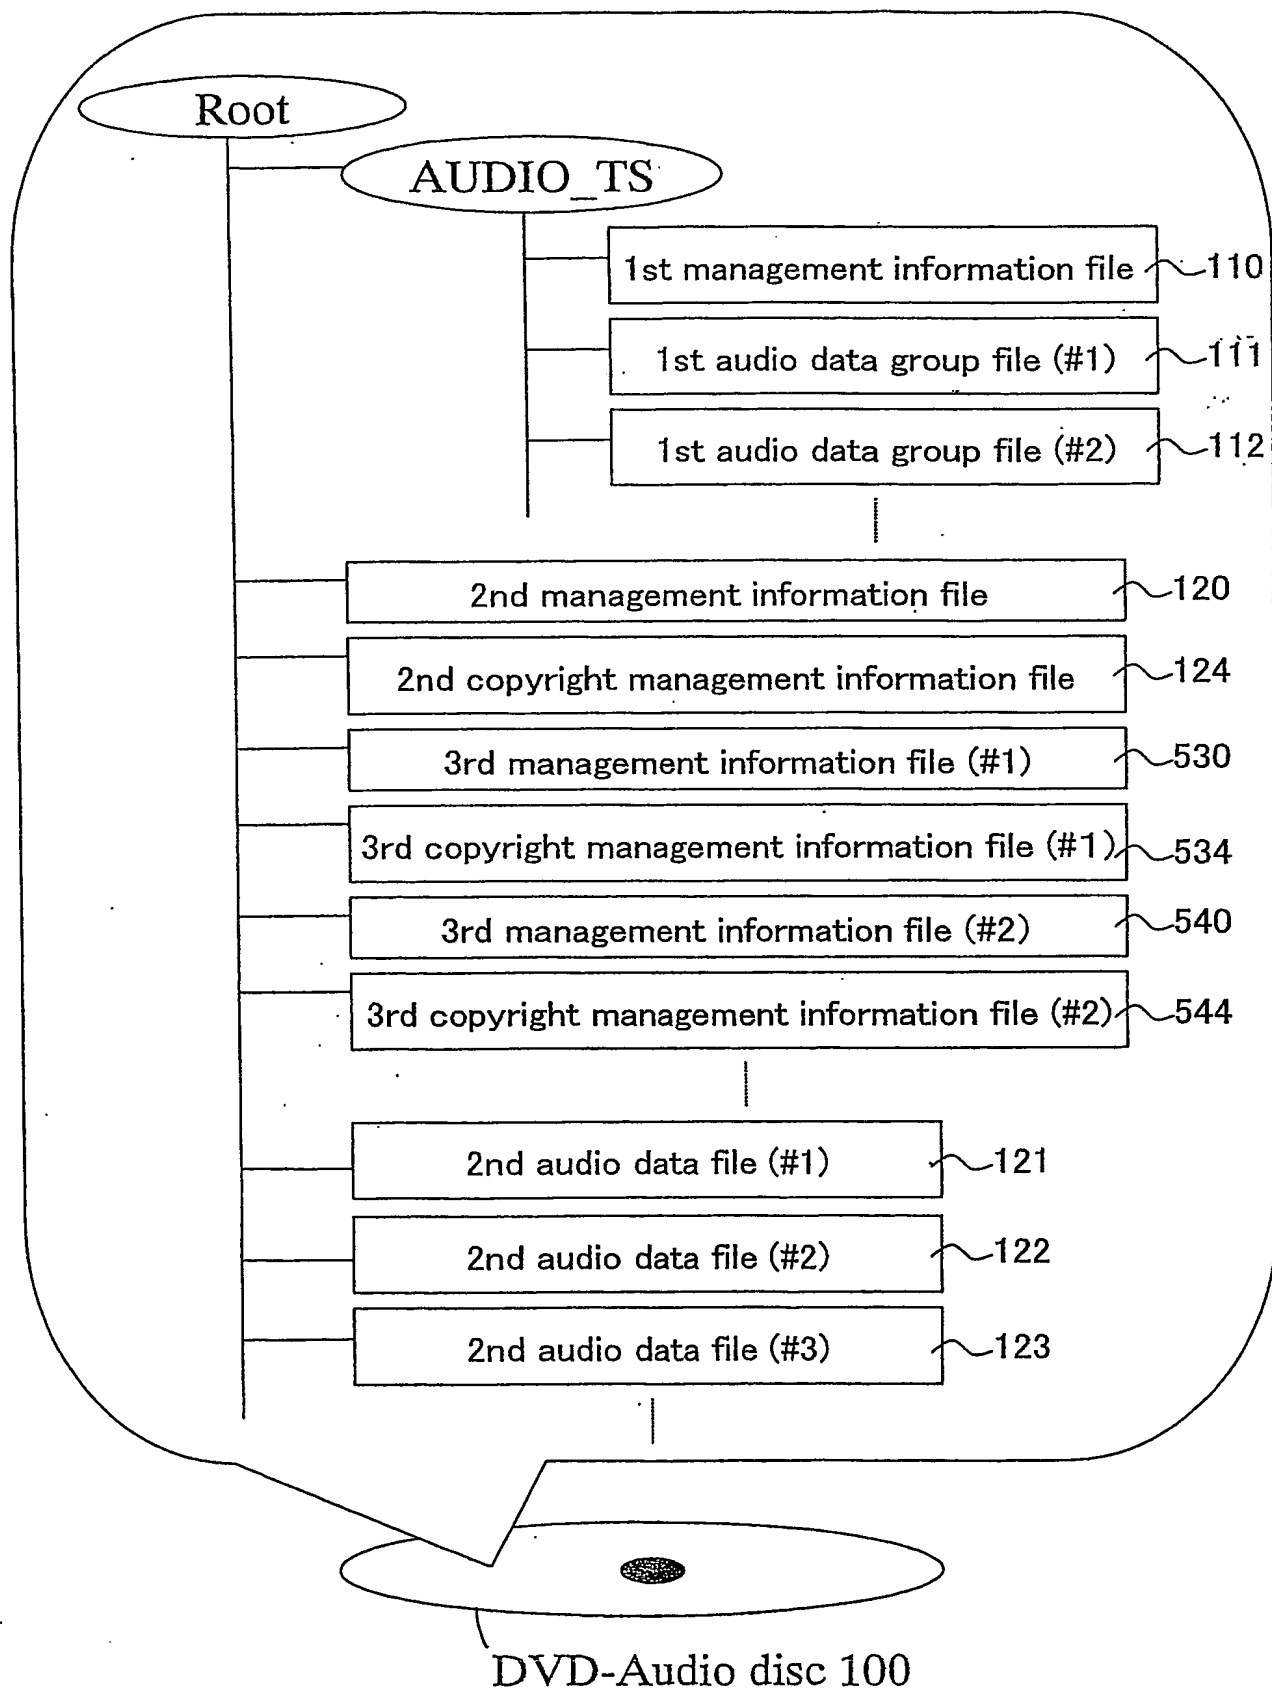 Root
AUDIO_TS
1st management information file 110
1st audio data group file (#1) 111
1st audio data group file (#2) 112
2nd management information file 120
2nd copyright management information file 124
3rd management information file (#1) 530
3rd copyright management information file (#1) 534
3rd management information file (#2) 540
3rd copyright management information file (#2) 544
2nd audio data file (#1) 121
2nd audio data file (#2) 122
2nd audio data file (#3) 123
DVD-Audio disc 100